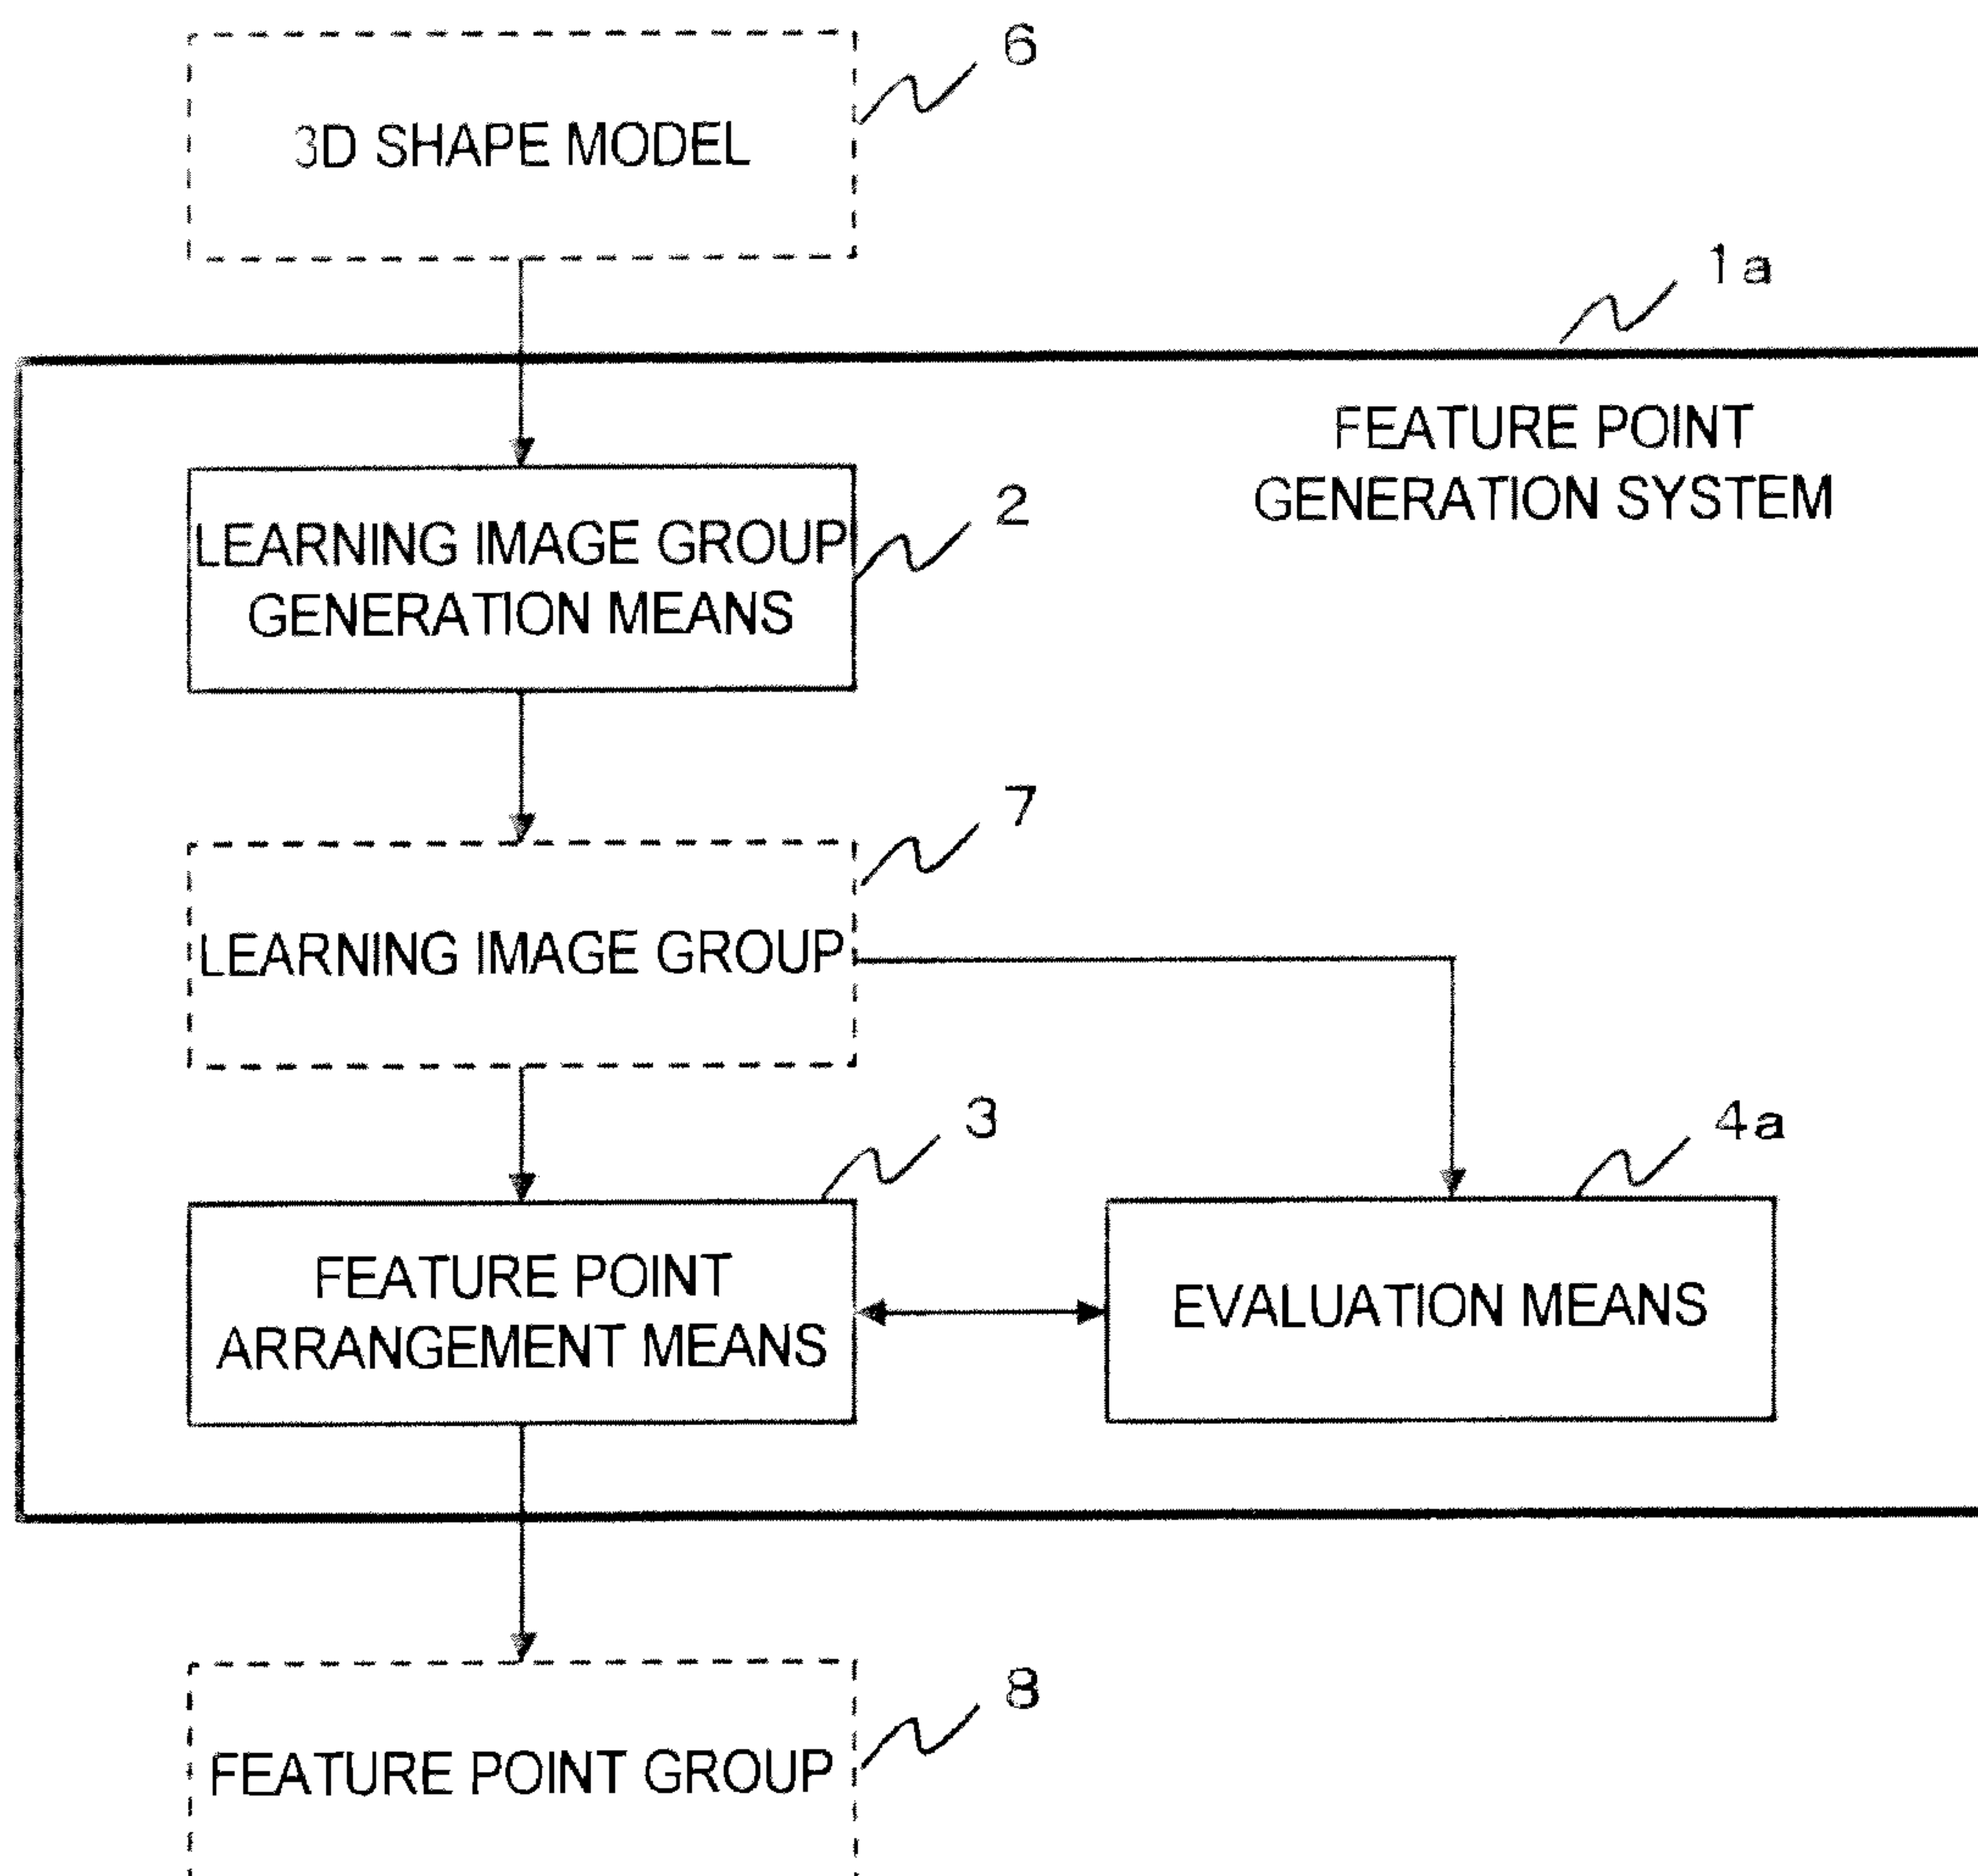 6
3D SHAPE MODEL
1a
FEATURE POINT
GENERATION SYSTEM
2
LEARNING IMAGE GROUP
GENERATION MEANS
7
LEARNING IMAGE GROUP
3
4a
FEATURE POINT
ARRANGEMENT MEANS
EVALUATION MEANS
8
FEATURE POINT GROUP